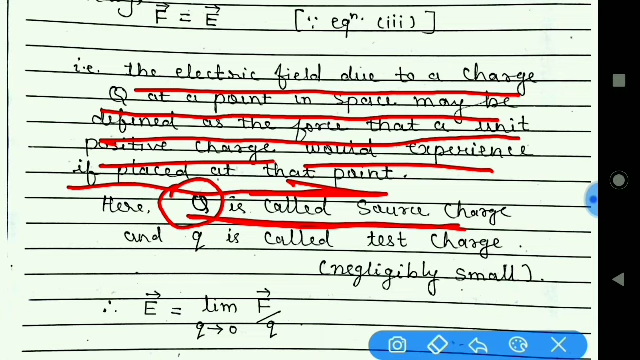 F = E [∵ eqⁿ. (iii)]
i.e. the electric field due to a charge
Q at a point in space may be
defined as the force that a unit
positive charge would experience
if placed at that point.
Here, Q is called Source Charge
and q is called test charge.
(negligibly small).
∴ E = lim F/q
q→0